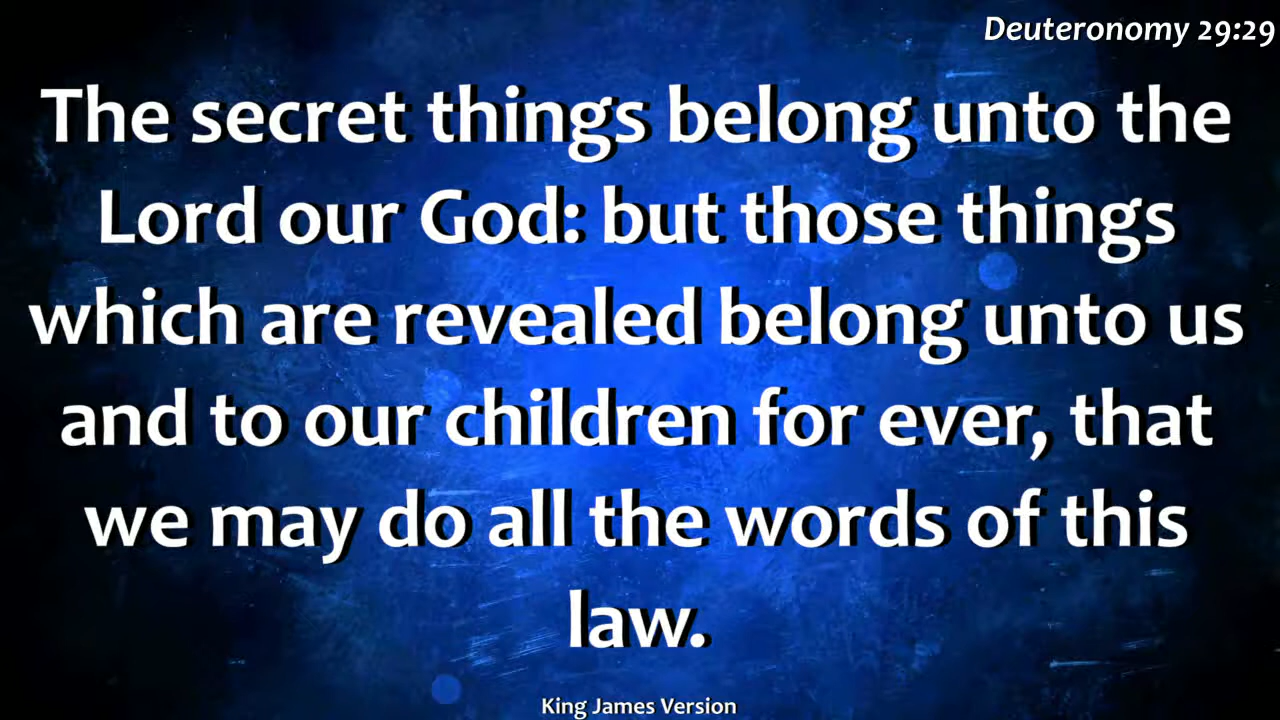 Deuteronomy 29:29
The secret things belong unto the
Lord our God: but those things
which are revealed belong unto us
and to our children for ever, that
we may do all the words of this
law.
King James Version